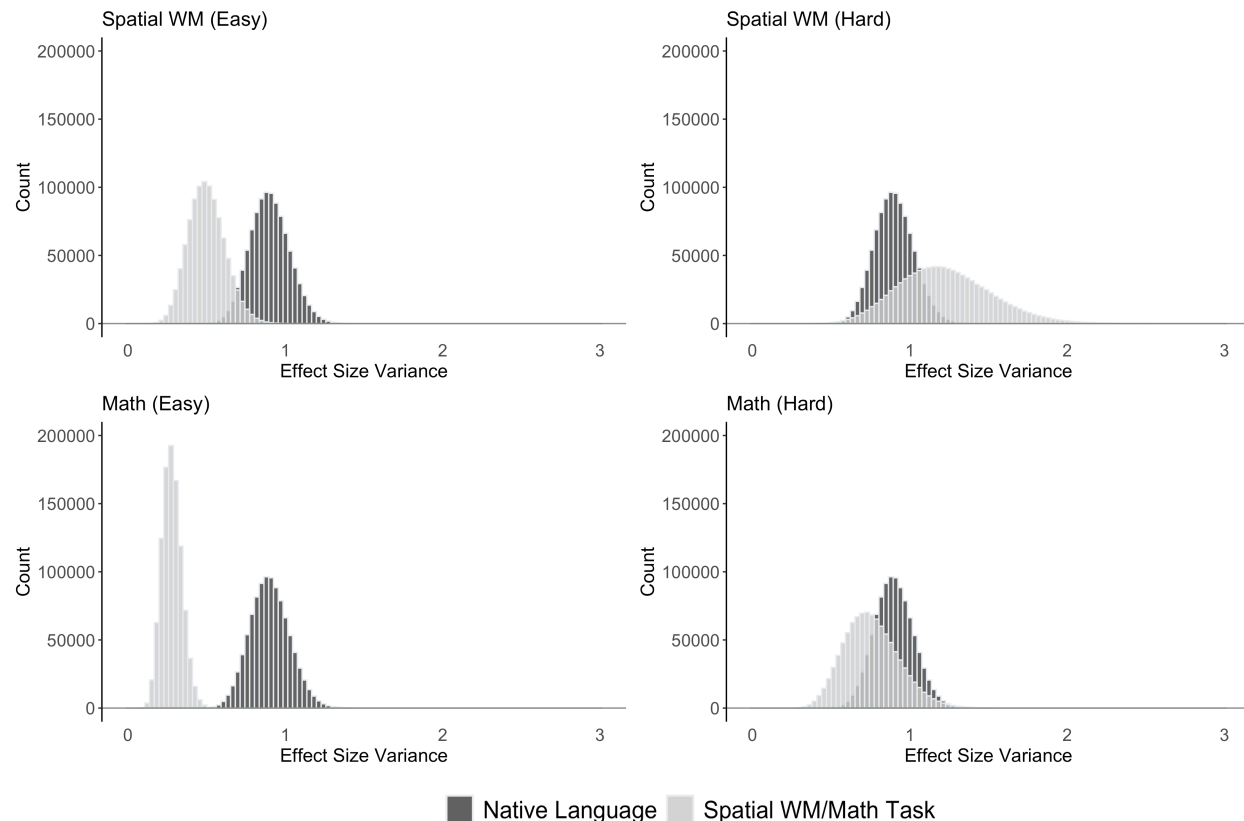 Spatial WM (Easy)
200000
150000
Count
100000
50000
0
0 1 2 3
Effect Size Variance
Spatial WM (Hard)
200000
150000
Count
100000
50000
0
0 1 2 3
Effect Size Variance
Math (Easy)
200000
150000
Count
100000
50000
0
0 1 2 3
Effect Size Variance
Math (Hard)
200000
150000
Count
100000
50000
0
0 1 2 3
Effect Size Variance
Native Language Spatial WM/Math Task